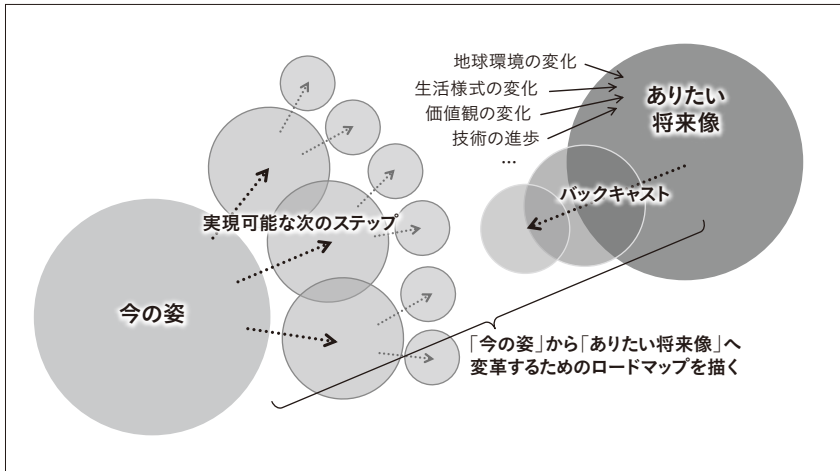 地球環境の変化
生活様式の変化
価値観の変化
技術の進歩
…
ありたい
将来像
バックキャスト
実現可能な次のステップ
今の姿
「今の姿」から「ありたい将来像」へ
変革するためのロードマップを描く